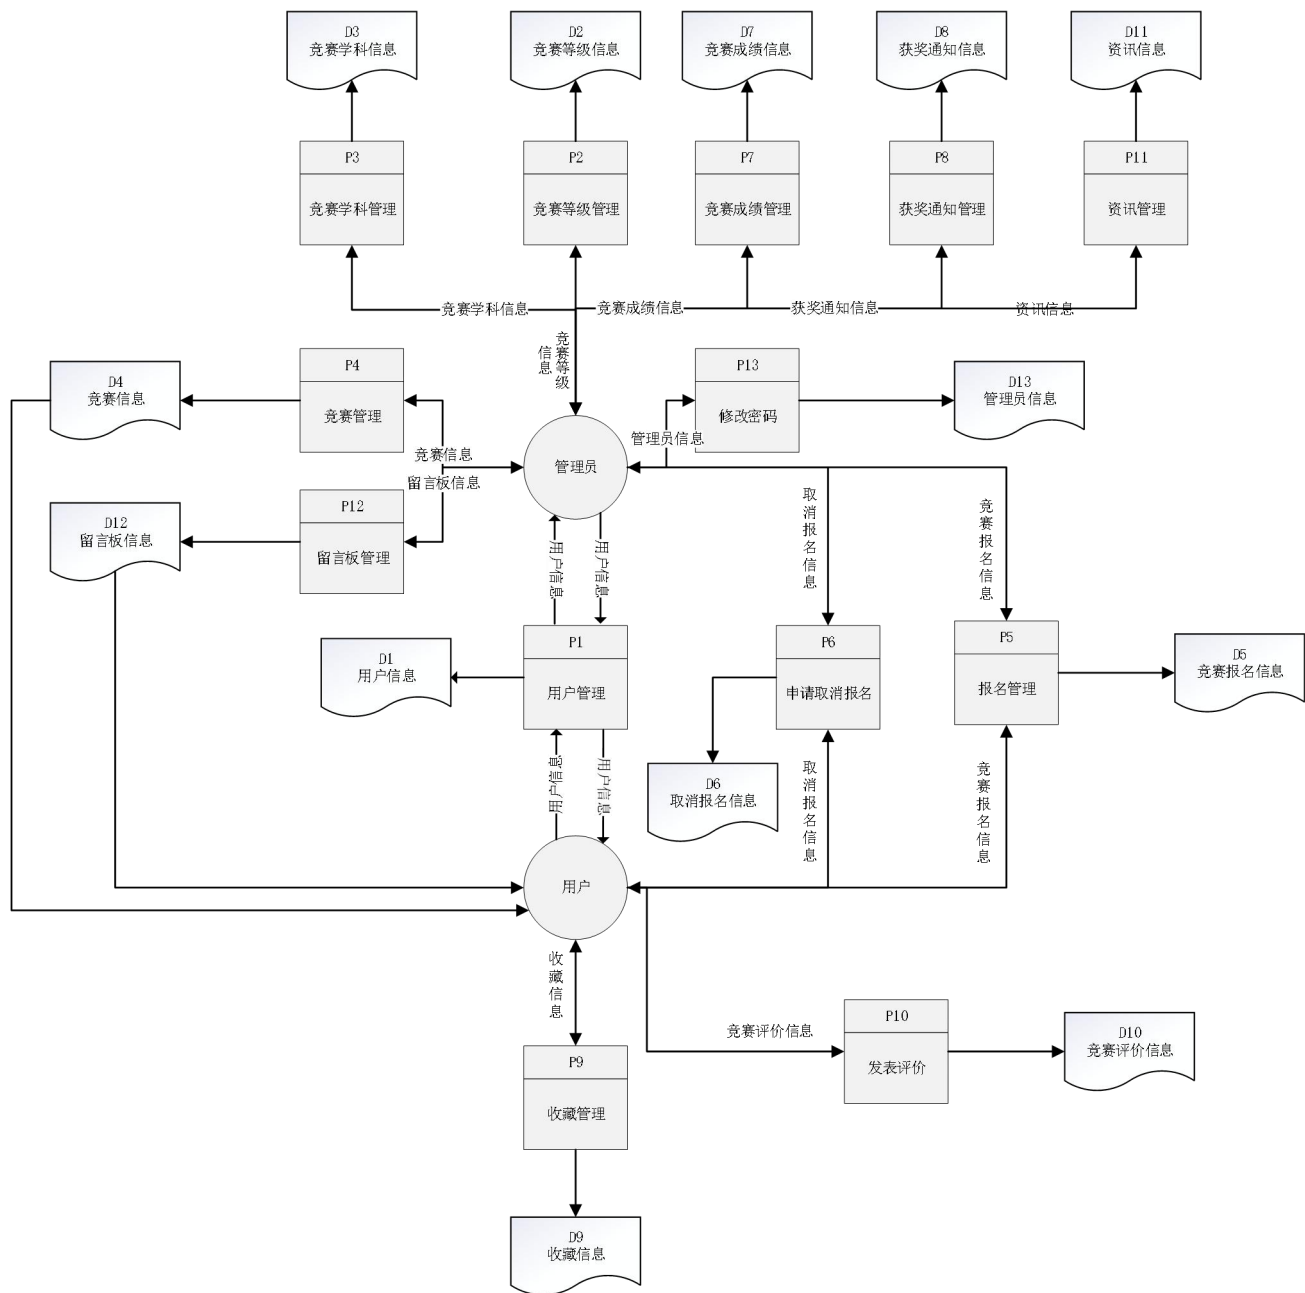 D3
竞赛学科信息
D2
竞赛等级信息
D7
竞赛成绩信息
D8
获奖通知信息
D11
资讯信息
P3
竞赛学科管理
P2
竞赛等级管理
P7
竞赛成绩管理
P8
获奖通知管理
P11
资讯管理
竞赛学科信息
竞赛成绩信息
获奖通知信息
资讯信息
竞赛等级
信息
D4
竞赛信息
P4
竞赛管理
P13
修改密码
D13
管理员信息
管理员信息
竞赛信息
留言板信息
管理员
D12
留言板信息
P12
留言板管理
取消报名信息
竞赛报名信息
用户信息
用户信息
D1
用户信息
P1
用户管理
P6
申请取消报名
P5
报名管理
D5
竞赛报名信息
用户信息
用户信息
D6
取消报名信息
取消报名信息
竞赛报名信息
用户
收藏信息
竞赛评价信息
P10
发表评价
D10
竞赛评价信息
P9
收藏管理
D9
收藏信息